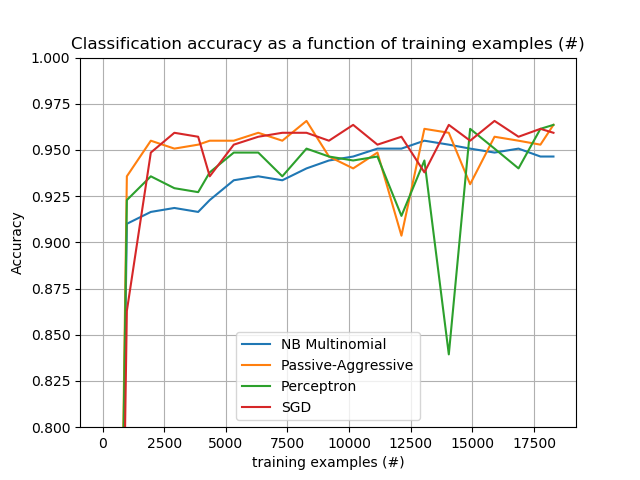 Classification accuracy as a function of training examples (#)
1.000
0.975
0.950
0.925
0.900
0.875
0.850
0.825
0.800
Accuracy
NB Multinomial
Passive-Aggressive
Perceptron
SGD
0 2500 5000 7500 10000 12500 15000 17500
training examples (#)